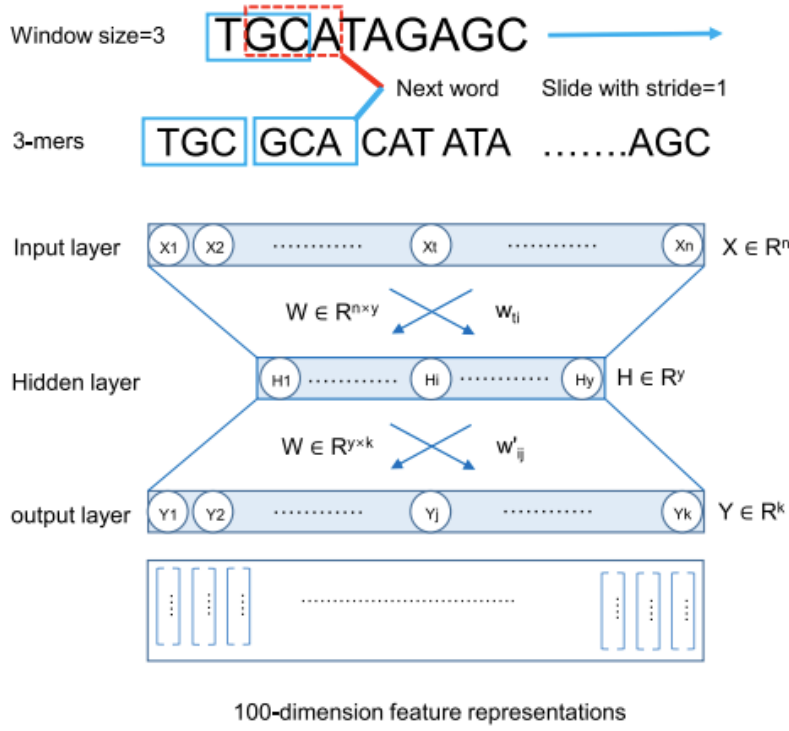 Window size=3 TGCATAGAGC
Next word Slide with stride=1
3-mers TGC GCA CAT ATA .......AGC
Input layer X1 X2 ............ Xt ............ Xn X ∈ Rⁿ
W ∈ Rⁿˣʸ w_ti
Hidden layer H1 ............ Hi ............ Hy H ∈ Rʸ
W ∈ Rʸˣᵏ w'_ij
output layer Y1 Y2 ............ Yj ............ Yk Y ∈ Rᵏ
100-dimension feature representations